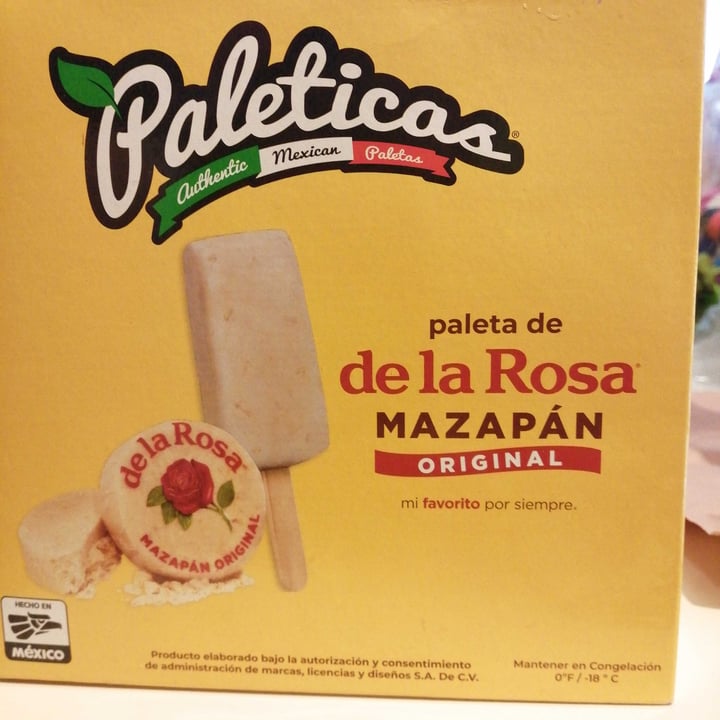 Paleticas®
Authentic Mexican Paletas
paleta de
de la Rosa®
MAZAPÁN
ORIGINAL
mi favorito por siempre.
de la Rosa
MAZAPÁN ORIGINAL
HECHO EN
MÉXICO
Producto elaborado bajo la autorización y consentimiento
de administración de marcas, licencias y diseños S.A. De C.V.
Mantener en Congelación
0°F / -18 ° C